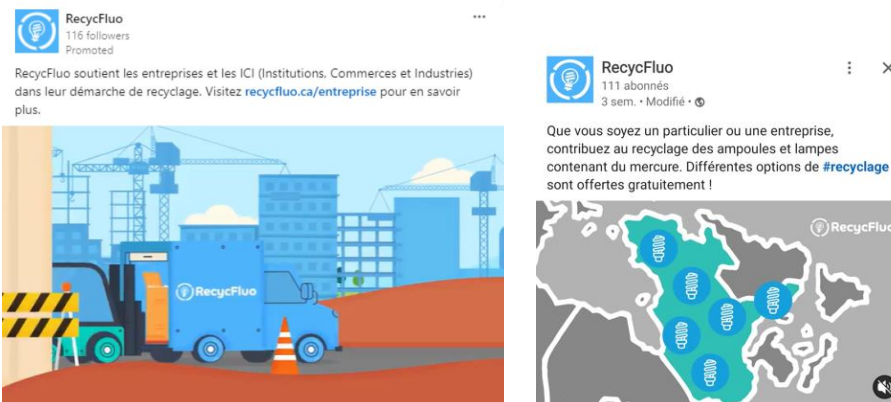 RecycFluo
116 followers
Promoted
RecycFluo soutient les entreprises et les ICI (Institutions, Commerces et Industries)
dans leur démarche de recyclage. Visitez recycfluo.ca/entreprise pour en savoir
plus.
RecycFluo
RecycFluo
111 abonnés
3 sem. • Modifié •
Que vous soyez un particulier ou une entreprise,
contribuez au recyclage des ampoules et lampes
contenant du mercure. Différentes options de #recyclage
sont offertes gratuitement !
RecycFluo